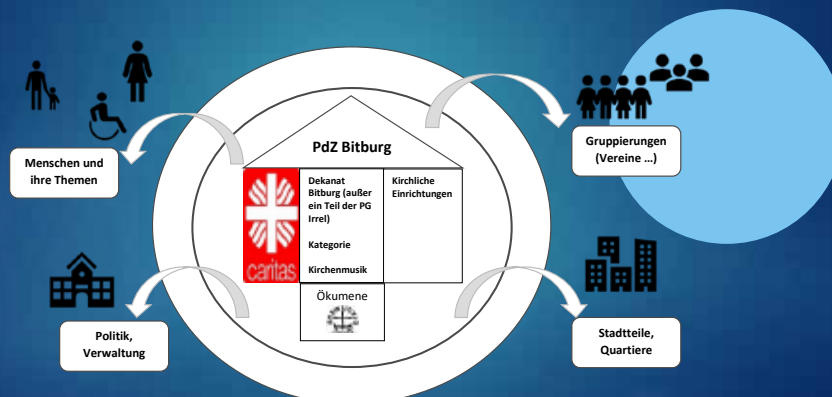 PdZ Bitburg
Menschen und
ihre Themen
Gruppierungen
(Vereine ...)
caritas
Dekanat
Bitburg (außer
ein Teil der PG
Irrel)
Kategorie
Kirchenmusik
Kirchliche
Einrichtungen
Ökumene
Politik,
Verwaltung
Stadtteile,
Quartiere